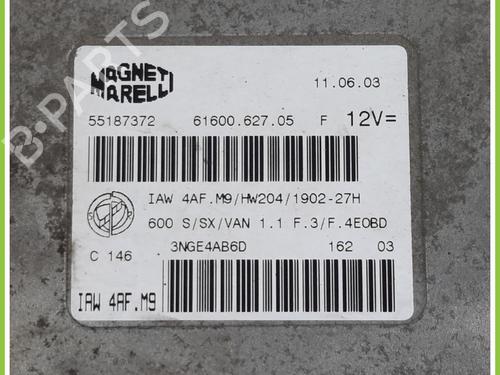 MAGNETI MARELLI
11.06.03
55187372 61600.627.05 F 12V=
IAW 4AF.M9/HW204/1902-27H
600 S/SX/VAN 1.1 F.3/F.4EOBD
C 146 3NGE4AB6D 162 03
IAW 4AF.M9
B-PARTS